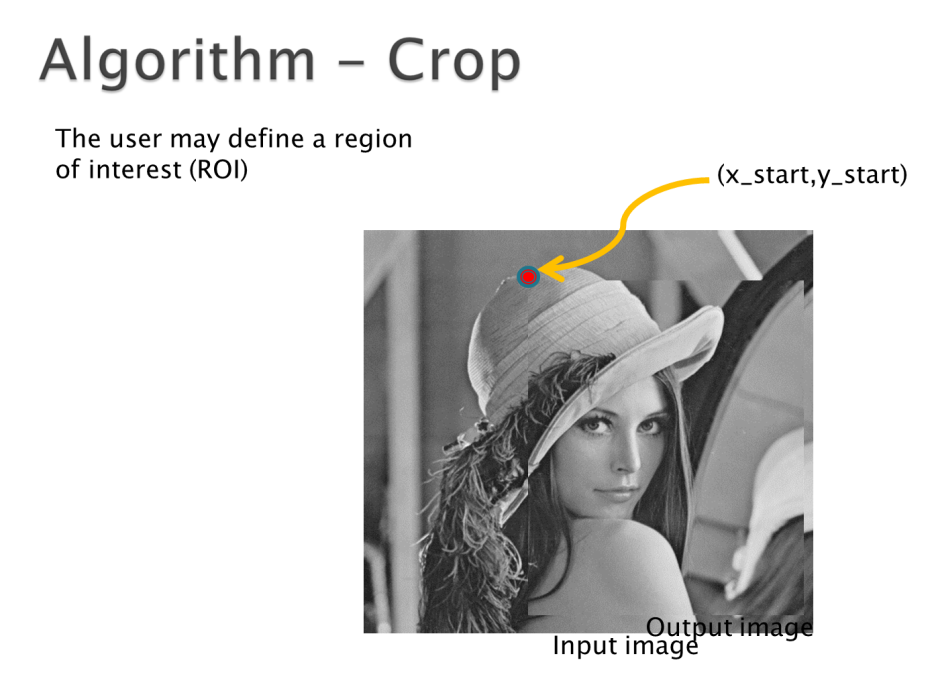 Algorithm – Crop
The user may define a region
of interest (ROI)
(x_start,y_start)
Output image
Input image